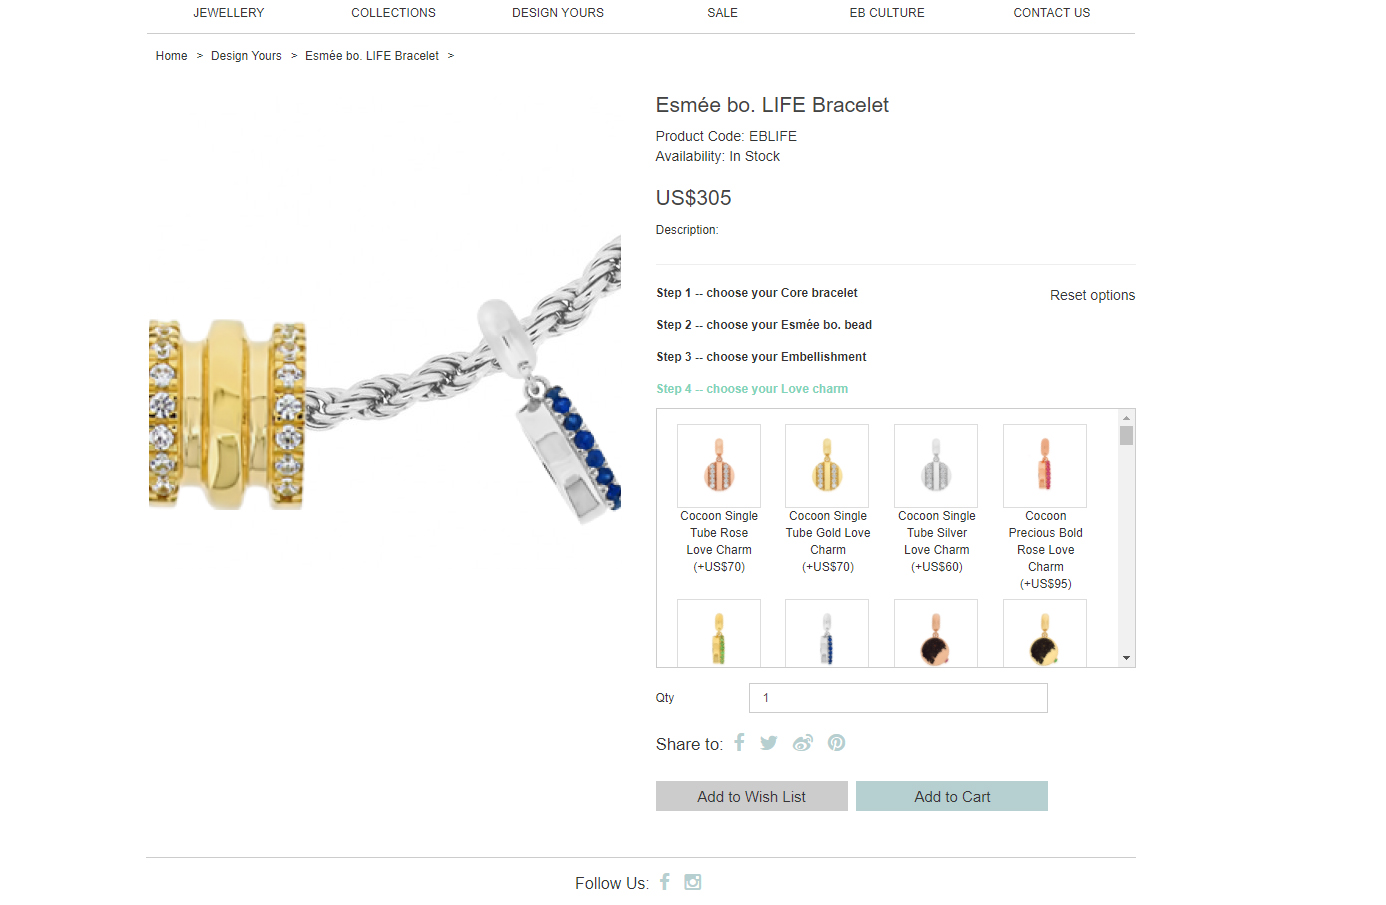 JEWELLERY COLLECTIONS DESIGN YOURS SALE EB CULTURE CONTACT US
Home > Design Yours > Esmée bo. LIFE Bracelet >
Esmée bo. LIFE Bracelet
Product Code: EBLIFE
Availability: In Stock
US$305
Description:
Step 1 -- choose your Core bracelet
Reset options
Step 2 -- choose your Esmée bo. bead
Step 3 -- choose your Embellishment
Step 4 -- choose your Love charm
Cocoon Single
Tube Rose
Love Charm
(+US$70)
Cocoon Single
Tube Gold Love
Charm
(+US$70)
Cocoon Single
Tube Silver
Love Charm
(+US$60)
Cocoon
Precious Bold
Rose Love
Charm
(+US$95)
Qty 1
Share to:
Add to Wish List Add to Cart
Follow Us: